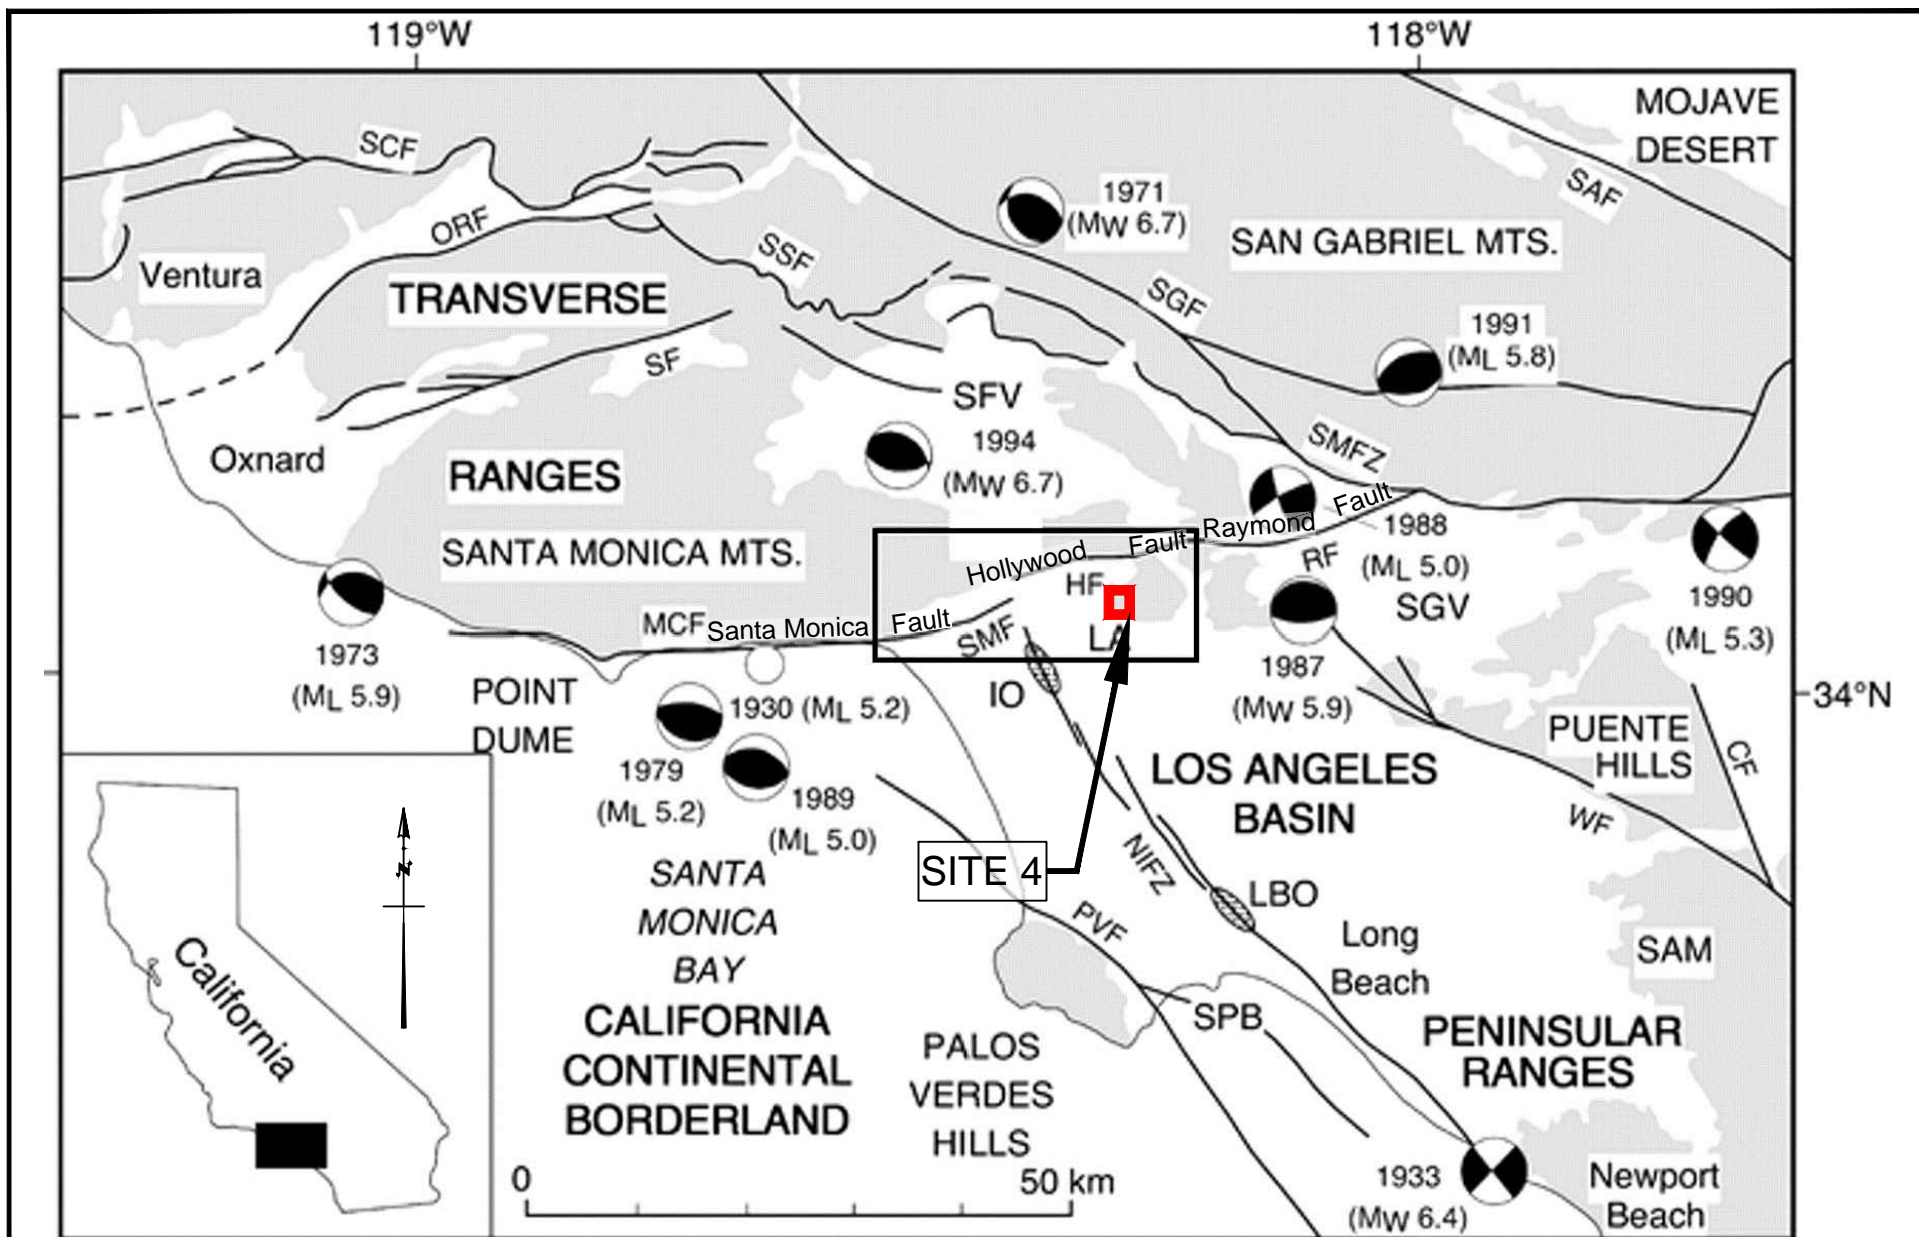 119°W
118°W
MOJAVE
DESERT
SCF
SAF
1971
(MW 6.7)
ORF
SSF
SAN GABRIEL MTS.
Ventura
TRANSVERSE
SGF
1991
(ML 5.8)
SF
SFV
1994
(MW 6.7)
SMFZ
Oxnard
RANGES
SANTA MONICA MTS.
Hollywood Fault
Raymond Fault
1988
(ML 5.0)
RF
HF
SGV
1990
(ML 5.3)
MCF
Santa Monica Fault
SMF
LA
1973
(ML 5.9)
1987
(MW 5.9)
34°N
POINT
DUME
IO
1930 (ML 5.2)
PUENTE
HILLS
CF
1979
(ML 5.2)
1989
(ML 5.0)
LOS ANGELES
BASIN
WF
SITE 4
NIFZ
SANTA
MONICA
BAY
LBO
PVF
Long
Beach
SAM
N
California
CALIFORNIA
CONTINENTAL
BORDERLAND
SPB
PENINSULAR
RANGES
PALOS
VERDES
HILLS
0
50 km
1933
(MW 6.4)
Newport
Beach